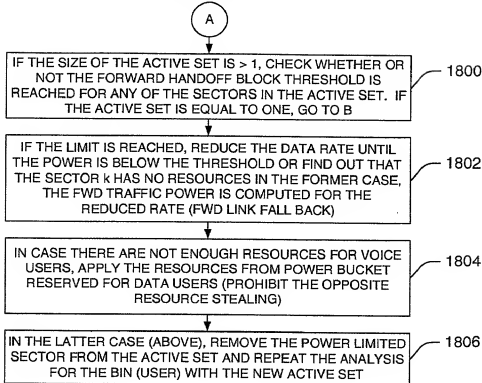 A
IF THE SIZE OF THE ACTIVE SET IS > 1, CHECK WHETHER OR
NOT THE FORWARD HANDOFF BLOCK THRESHOLD IS
REACHED FOR ANY OF THE SECTORS IN THE ACTIVE SET. IF
THE ACTIVE SET IS EQUAL TO ONE, GO TO B
1800
IF THE LIMIT IS REACHED, REDUCE THE DATA RATE UNTIL
THE POWER IS BELOW THE THRESHOLD OR FIND OUT THAT
THE SECTOR k HAS NO RESOURCES IN THE FORMER CASE,
THE FWD TRAFFIC POWER IS COMPUTED FOR THE
REDUCED RATE (FWD LINK FALL BACK)
1802
IN CASE THERE ARE NOT ENOUGH RESOURCES FOR VOICE
USERS, APPLY THE RESOURCES FROM POWER BUCKET
RESERVED FOR DATA USERS (PROHIBIT THE OPPOSITE
RESOURCE STEALING)
1804
IN THE LATTER CASE (ABOVE), REMOVE THE POWER LIMITED
SECTOR FROM THE ACTIVE SET AND REPEAT THE ANALYSIS
FOR THE BIN (USER) WITH THE NEW ACTIVE SET
1806